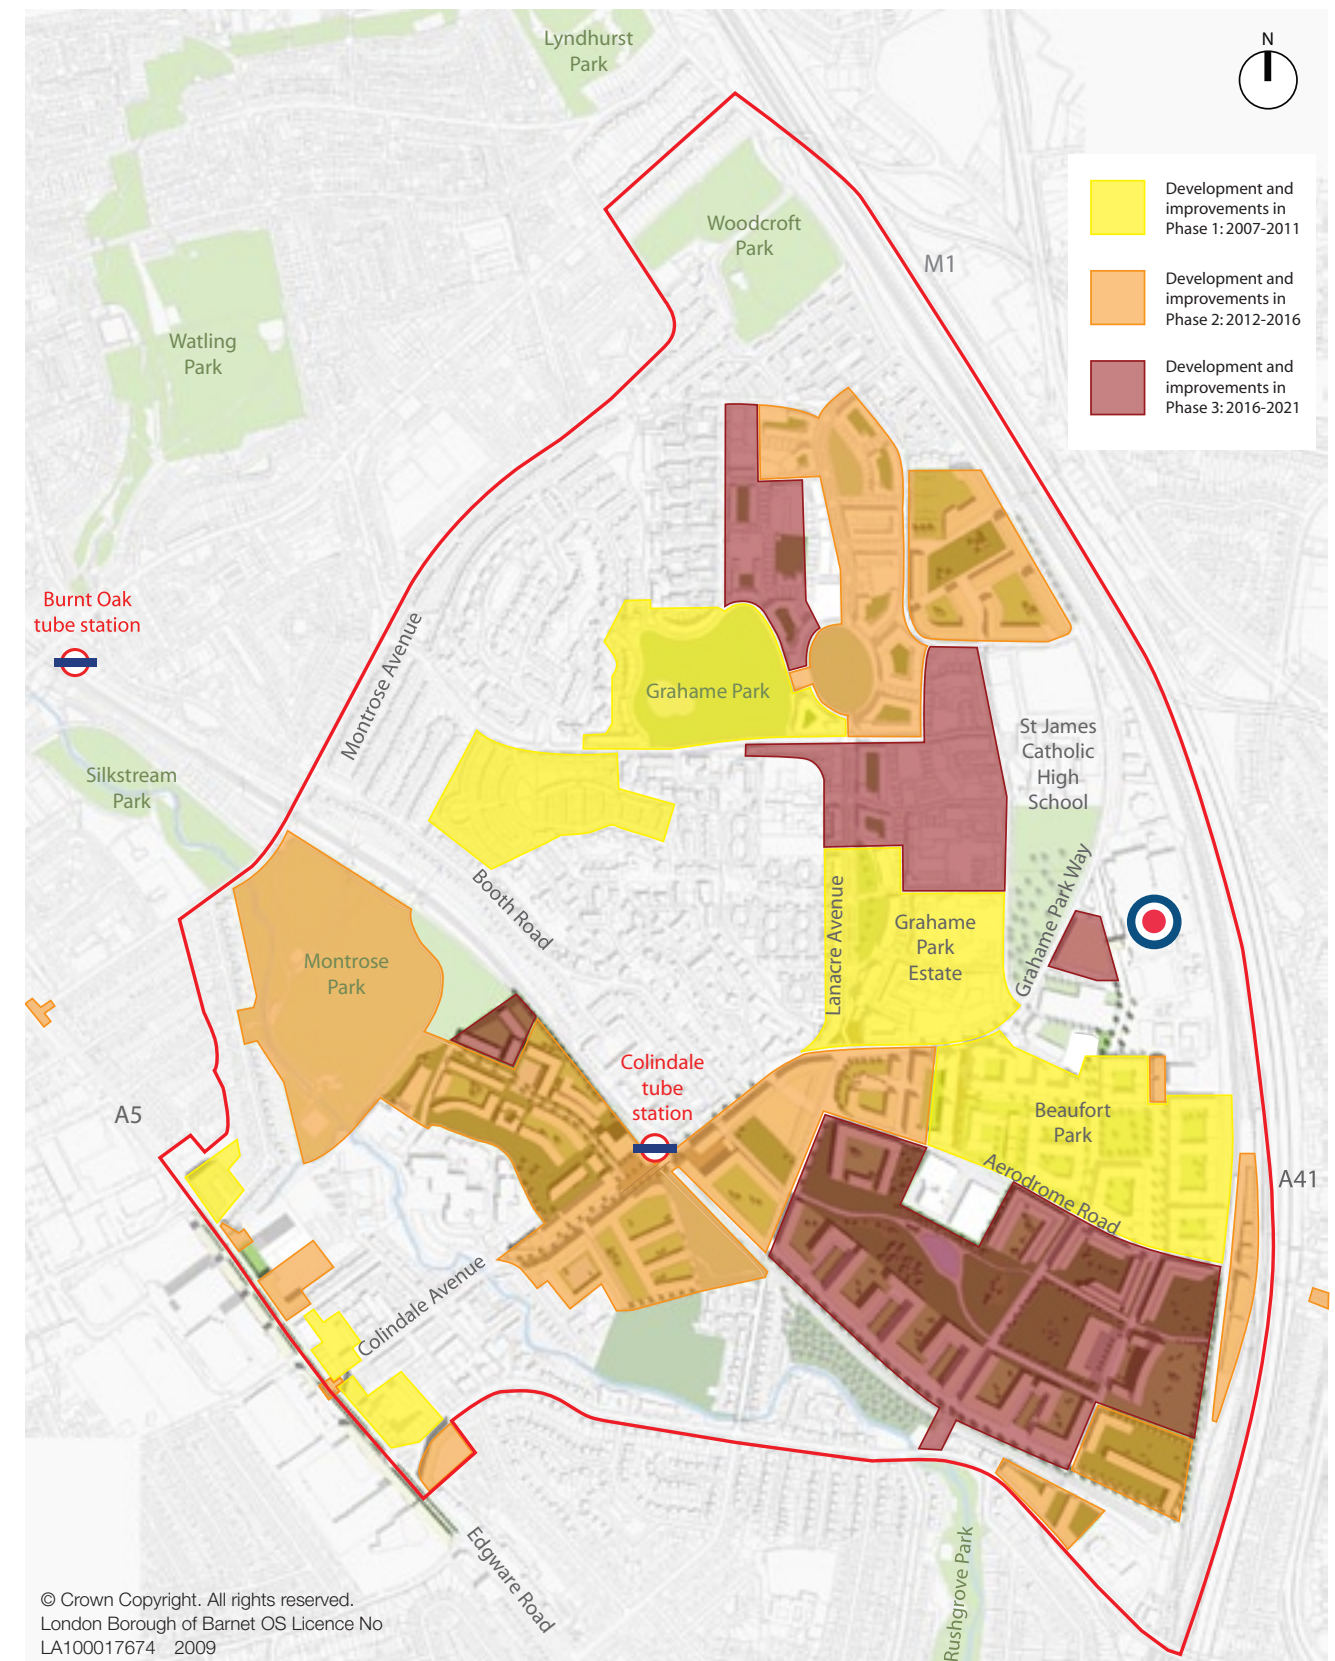 Lyndhurst
Park
N
Development and
improvements in
Phase 1: 2007-2011
Woodcroft
Park
M1
Development and
improvements in
Phase 2: 2012-2016
Watling
Park
Development and
improvements in
Phase 3: 2016-2021
Burnt Oak
tube station
Montrose Avenue
Grahame Park
St James
Catholic
High
School
Silkstream
Park
Booth Road
Lanacre Avenue
Grahame
Park
Estate
Grahame Park Way
Montrose
Park
Colindale
tube
station
A5
Beaufort
Park
Aerodrome Road
A41
Colindale Avenue
Edgware Road
Rushgrove Park
© Crown Copyright. All rights reserved.
London Borough of Barnet OS Licence No
LA100017674 2009